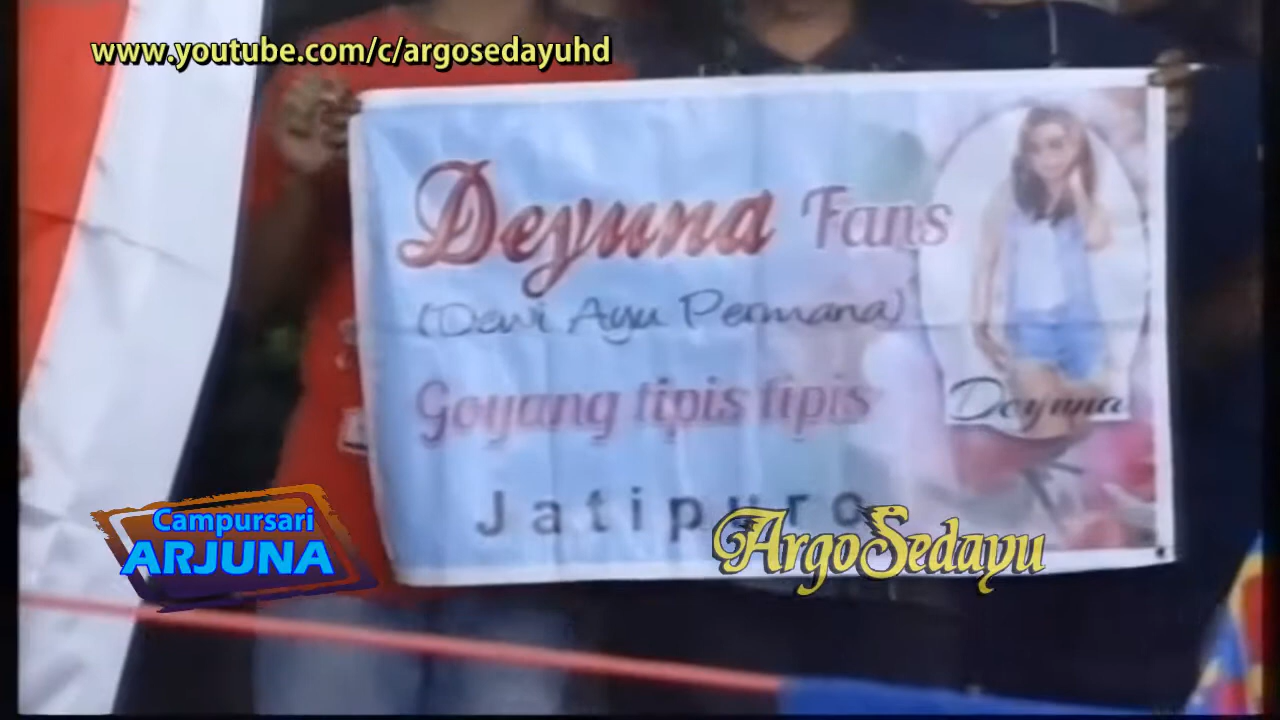 www.youtube.com/c/argosedayuhd
Deyuna Fans
(Dewi Ayu Permana)
Goyang tipis tipis
Deyuna
Jatipuro
Campursari
ARJUNA
ArgoSedayu